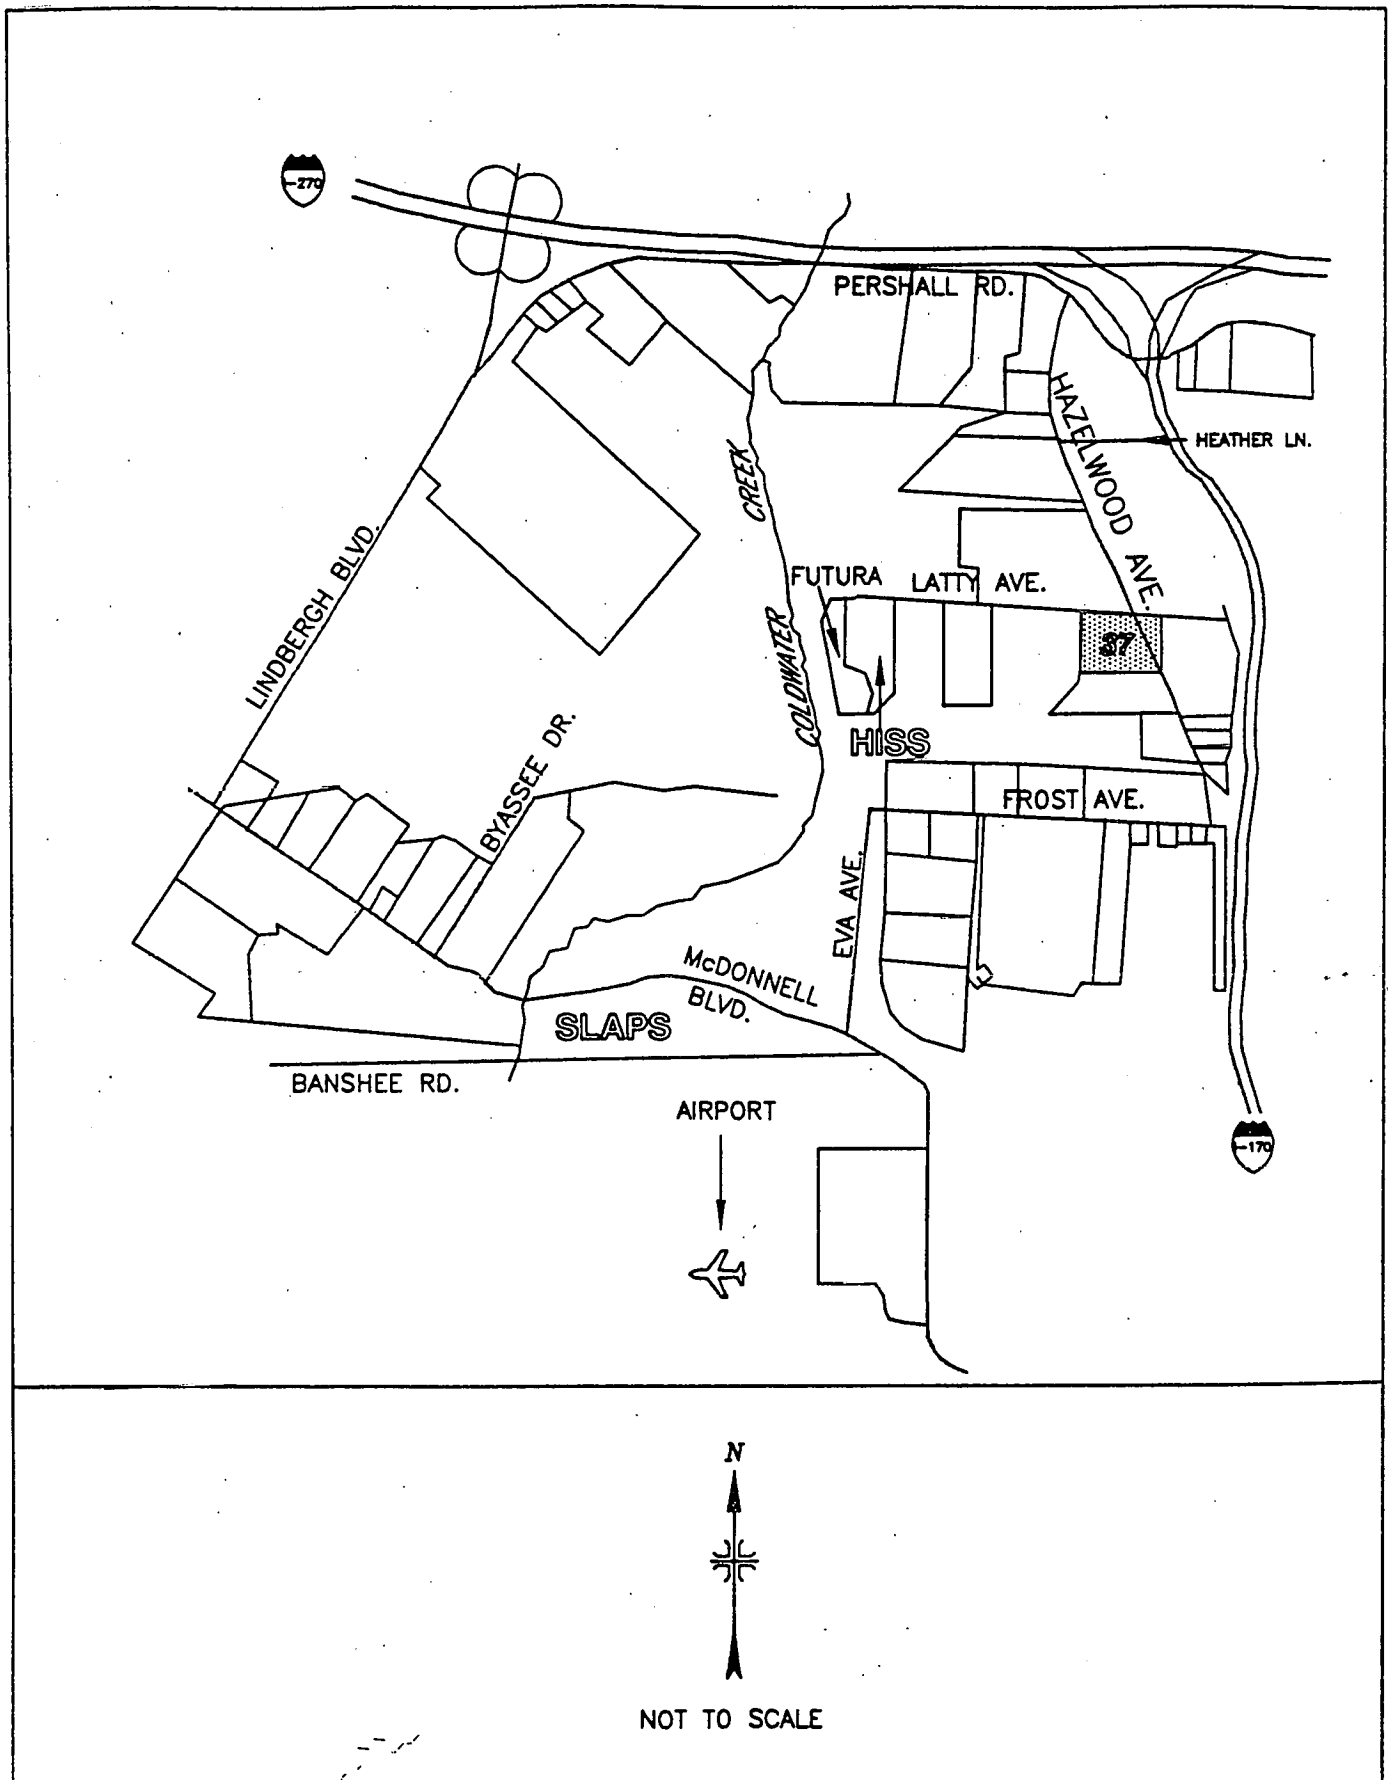 I-270
PERSHALL RD.
HAZELWOOD AVE.
HEATHER LN.
COLDWATER CREEK
LINDBERGH BLVD.
FUTURA
LATTY AVE.
37
HISS
BYASSEE DR.
FROST AVE.
EVA AVE.
McDONNELL
BLVD.
SLAPS
BANSHEE RD.
AIRPORT
I-170
N
NOT TO SCALE